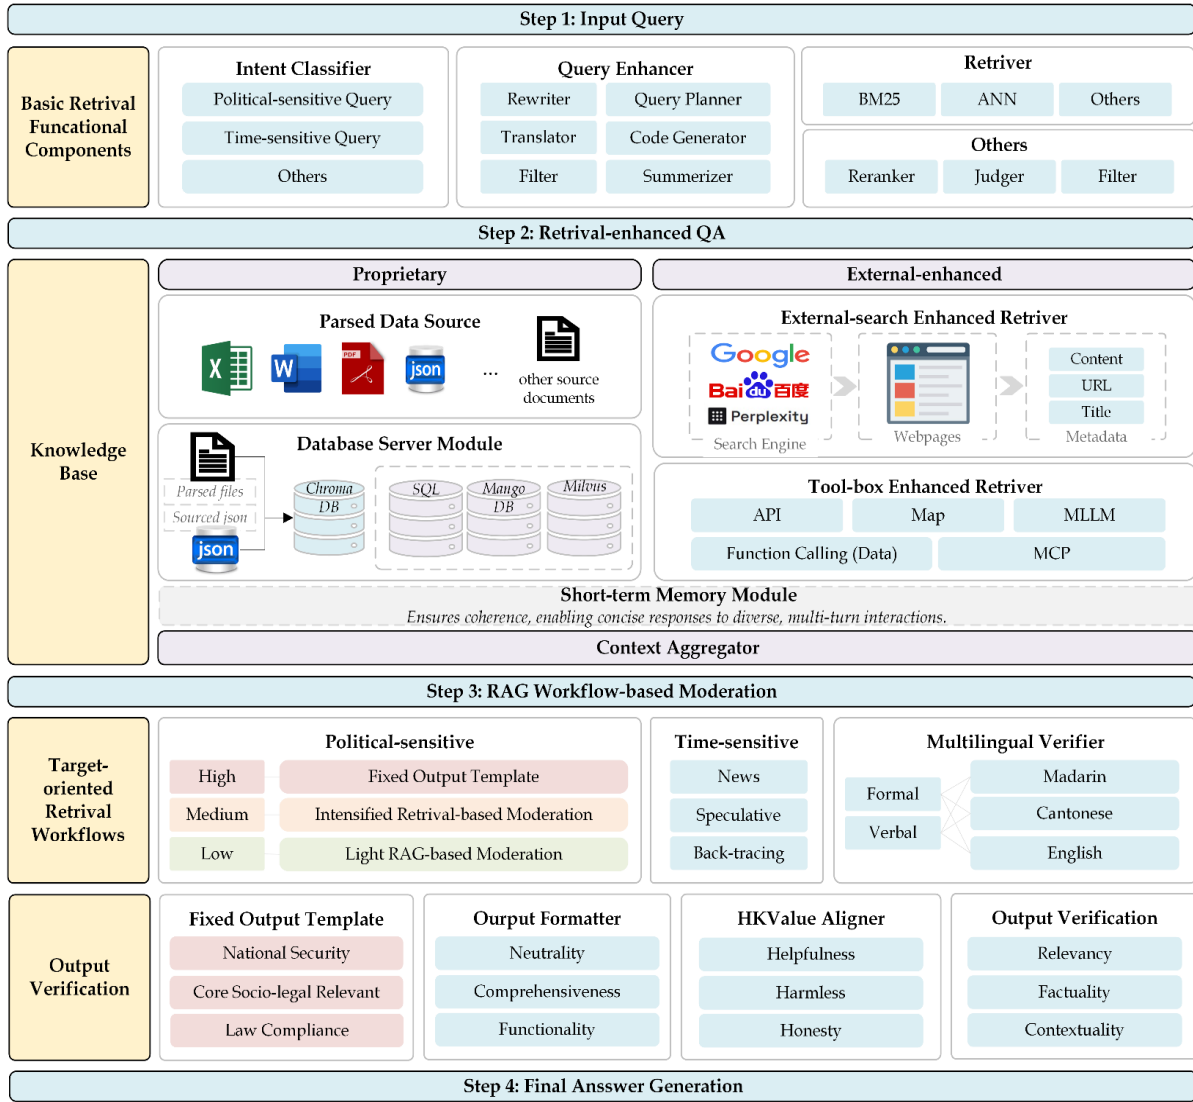 Step 1: Input Query
Basic Retrival
Funcational
Components
Intent Classifier
Political-sensitive Query
Time-sensitive Query
Others
Query Enhancer
Rewriter
Query Planner
Translator
Code Generator
Filter
Summerizer
Retriver
BM25
ANN
Others
Others
Reranker
Judger
Filter
Step 2: Retrival-enhanced QA
Knowledge
Base
Proprietary
Parsed Data Source
X
W
PDF
json
...
other source
documents
Database Server Module
Parsed files
Sourced json
json
Chroma
DB
SQL
Mango
DB
Milvus
External-enhanced
External-search Enhanced Retriver
Google
Bai du 百度
Perplexity
Search Engine
Webpages
Content
URL
Title
Metadata
Tool-box Enhanced Retriver
API
Map
MLLM
Function Calling (Data)
MCP
Short-term Memory Module
Ensures coherence, enabling concise responses to diverse, multi-turn interactions.
Context Aggregator
Step 3: RAG Workflow-based Moderation
Target-
oriented
Retrival
Workflows
Political-sensitive
High
Fixed Output Template
Medium
Intensified Retrival-based Moderation
Low
Light RAG-based Moderation
Time-sensitive
News
Speculative
Back-tracing
Multilingual Verifier
Formal
Verbal
Madarin
Cantonese
English
Output
Verification
Fixed Output Template
National Security
Core Socio-legal Relevant
Law Compliance
Ourput Formatter
Neutrality
Comprehensiveness
Functionality
HKValue Aligner
Helpfulness
Harmless
Honesty
Output Verification
Relevancy
Factuality
Contextuality
Step 4: Final Ansswer Generation